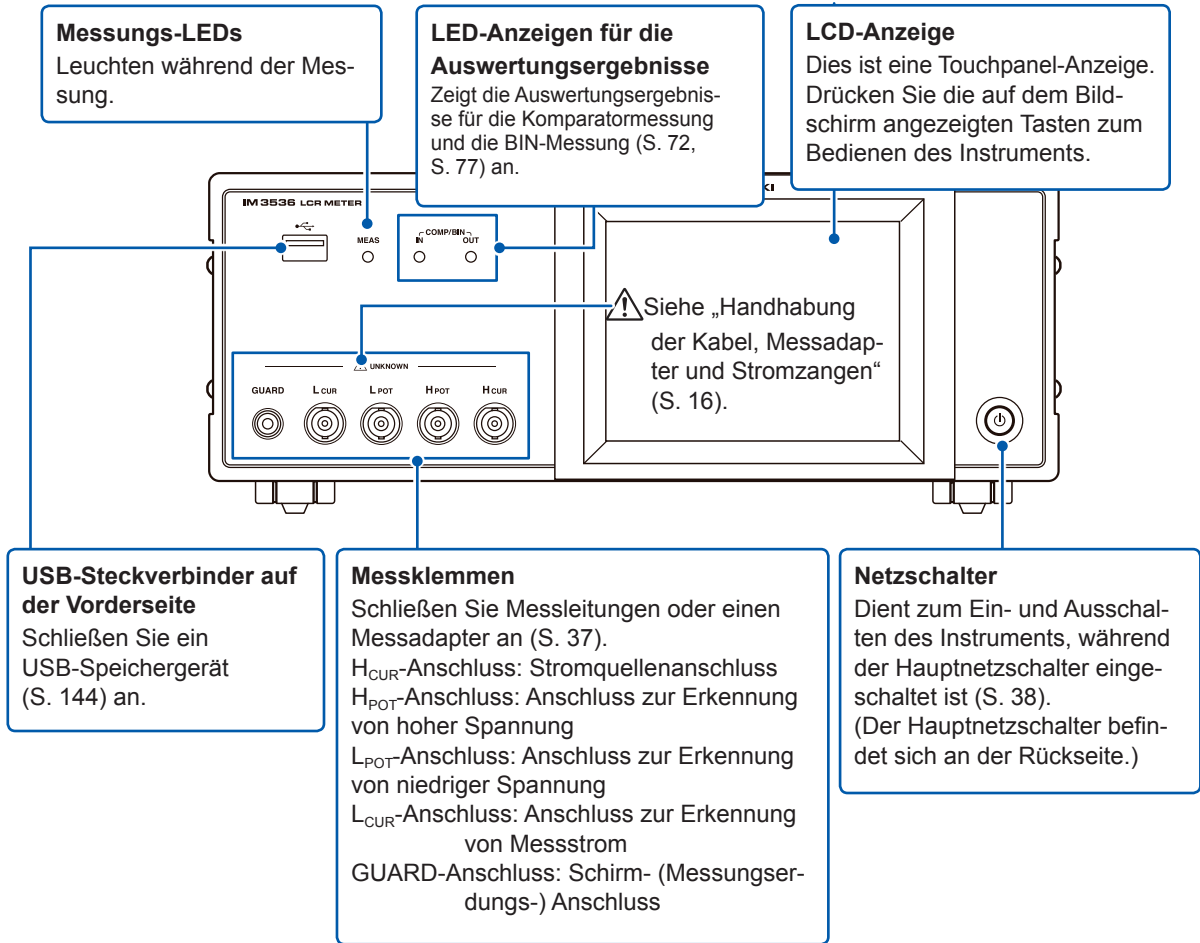 Messungs-LEDs
Leuchten während der Mes-
sung.
LED-Anzeigen für die
Auswertungsergebnisse
Zeigt die Auswertungsergebnis-
se für die Komparatormessung
und die BIN-Messung (S. 72,
S. 77) an.
LCD-Anzeige
Dies ist eine Touchpanel-Anzeige.
Drücken Sie die auf dem Bild-
schirm angezeigten Tasten zum
Bedienen des Instruments.
IM 3536 LCR METER
KI
MEAS
COMP/BIN
IN
OUT
Siehe „Handhabung
der Kabel, Messadap-
ter und Stromzangen“
(S. 16).
UNKNOWN
GUARD
LCUR
LPOT
HPOT
HCUR
USB-Steckverbinder auf
der Vorderseite
Schließen Sie ein
USB-Speichergerät
(S. 144) an.
Messklemmen
Schließen Sie Messleitungen oder einen
Messadapter an (S. 37).
HCUR-Anschluss: Stromquellenanschluss
HPOT-Anschluss: Anschluss zur Erkennung
von hoher Spannung
LPOT-Anschluss: Anschluss zur Erkennung
von niedriger Spannung
LCUR-Anschluss: Anschluss zur Erkennung
von Messstrom
GUARD-Anschluss: Schirm- (Messungser-
dungs-) Anschluss
Netzschalter
Dient zum Ein- und Ausschal-
ten des Instruments, während
der Hauptnetzschalter einge-
schaltet ist (S. 38).
(Der Hauptnetzschalter befin-
det sich an der Rückseite.)